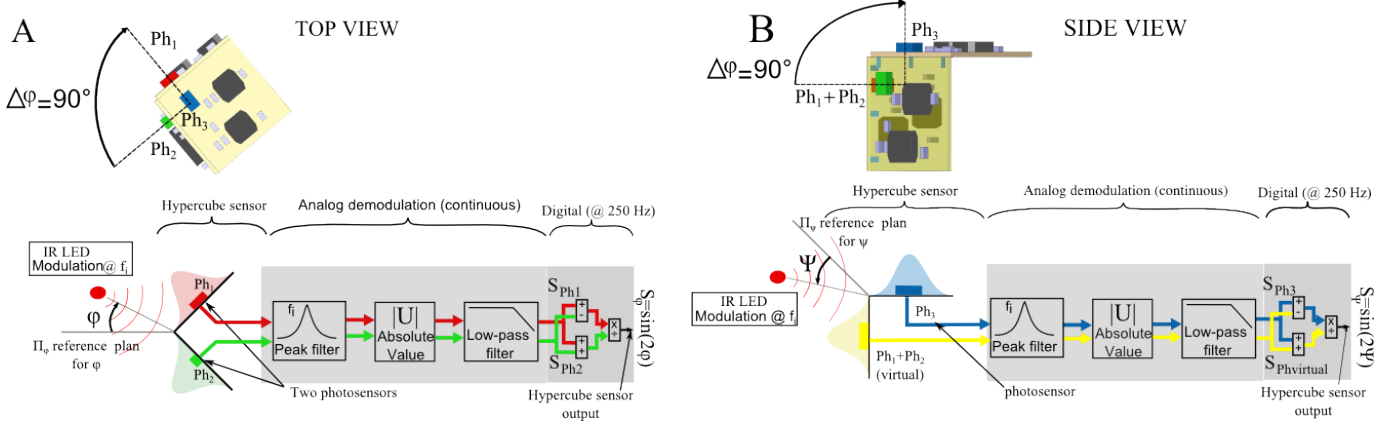 A
TOP VIEW
Ph1
Δφ=90°
Ph3
Ph2
Hypercube sensor
Analog demodulation (continuous)
Digital (@ 250 Hz)
IR LED
Modulation@ fi
φ
Πφ reference plan
for φ
Ph1
Ph2
Two photosensors
fi
Peak filter
|U|
Absolute
Value
Low-pass
filter
SPh1
SPh2
+
-
+
+
×
÷
Sφ=sin(2φ)
Hypercube sensor
output
B
SIDE VIEW
Ph3
Δφ=90°
Ph1+Ph2
Hypercube sensor
Analog demodulation (continuous)
Digital (@ 250 Hz)
Πψ reference plan
for ψ
Ψ
IR LED
Modulation @ fi
Ph3
Ph1+Ph2
(virtual)
photosensor
fi
Peak filter
|U|
Absolute
Value
Low-pass
filter
SPh3
SPhvirtual
+
-
+
+
×
÷
Sψ=sin(2Ψ)
Hypercube sensor
output